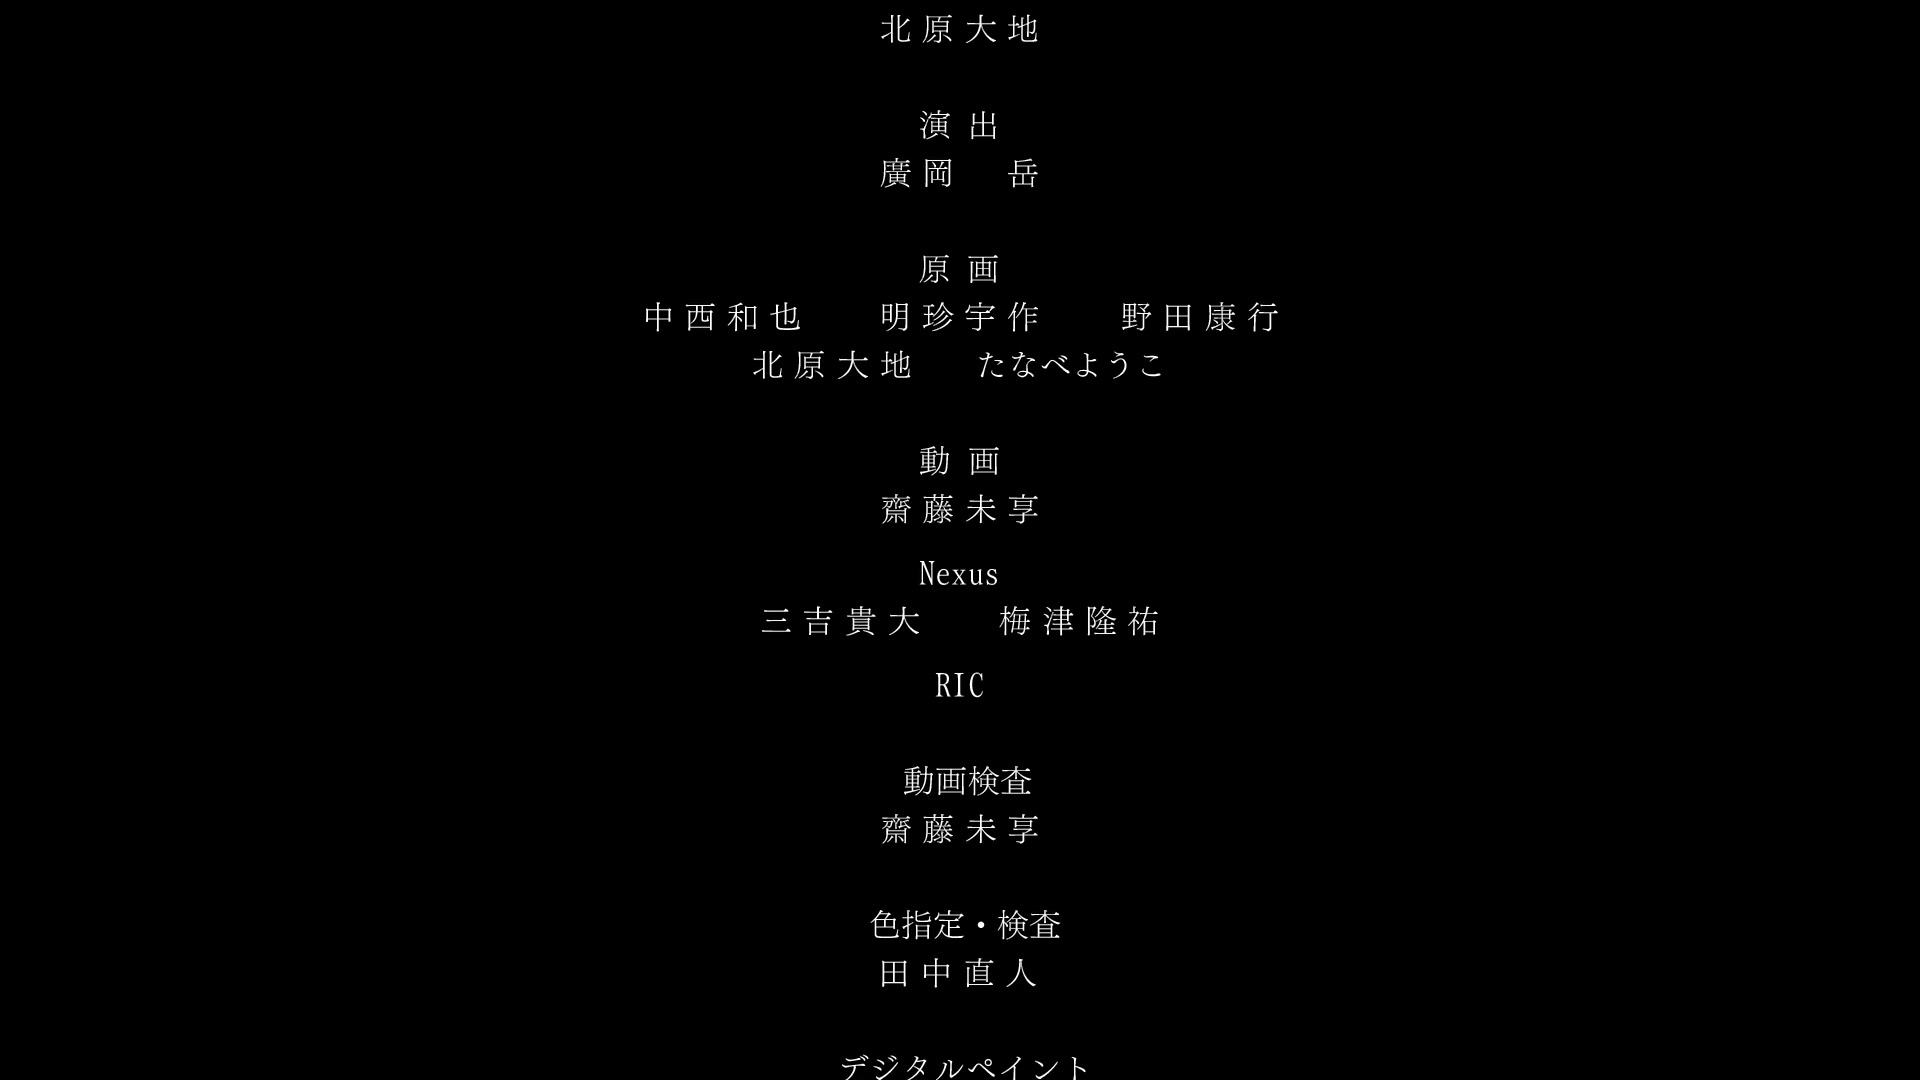 北原大地
演出
廣岡　岳
原画
中西和也　明珍宇作　野田康行
北原大地　たなべようこ
動画
齋藤未享
Nexus
三吉貴大　梅津隆祐
RIC
動画検査
齋藤未享
色指定・検査
田中直人
デジタルペイント